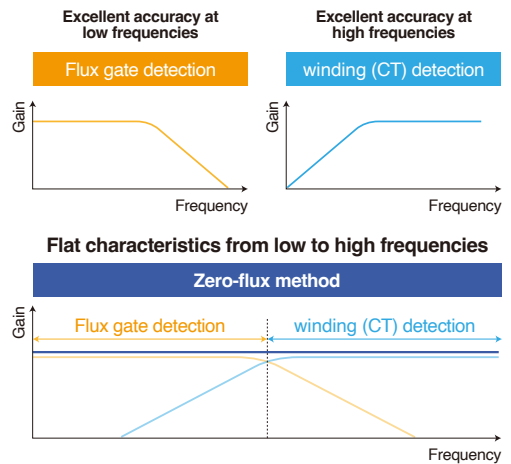 Excellent accuracy at
low frequencies
Flux gate detection
Gain
Frequency
Excellent accuracy at
high frequencies
winding (CT) detection
Gain
Frequency
Flat characteristics from low to high frequencies
Zero-flux method
Gain
Flux gate detection
winding (CT) detection
Frequency